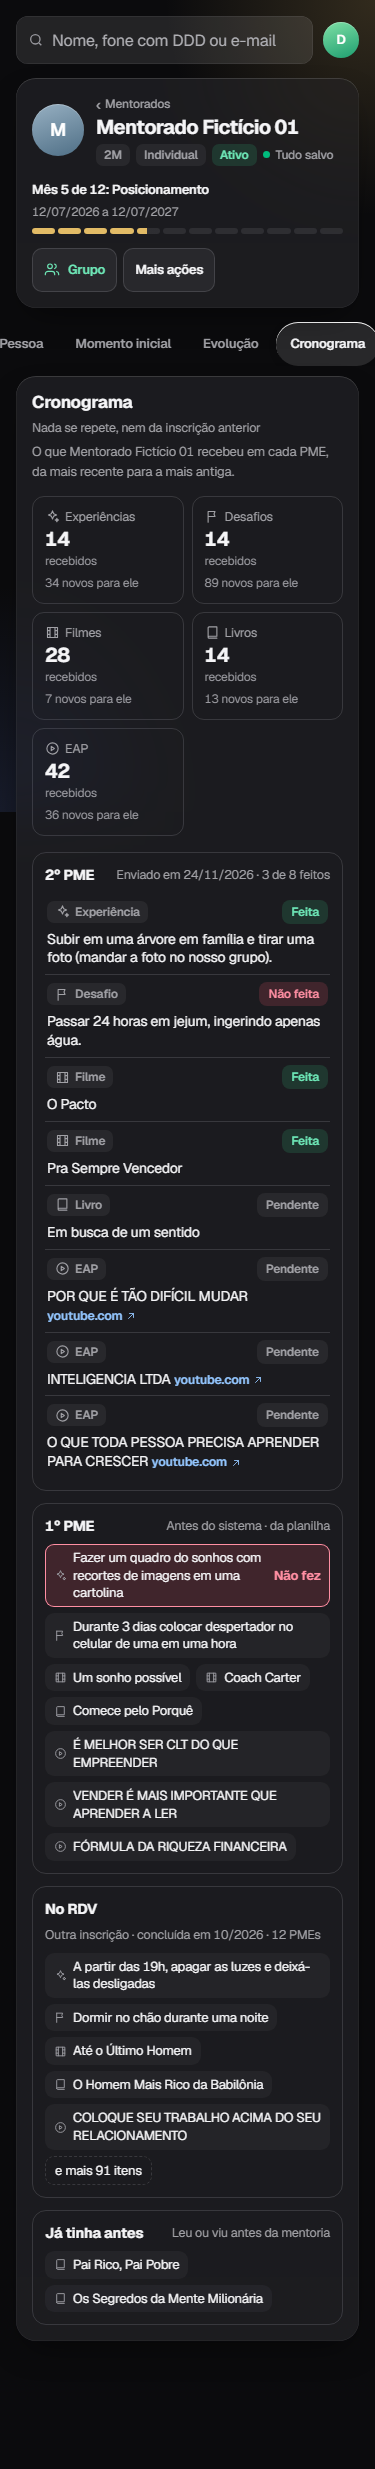 Nome, fone com DDD ou e-mail
D
M
‹ Mentorados
Mentorado Fictício 01
2M Individual Ativo Tudo salvo
Mês 5 de 12: Posicionamento
12/07/2026 a 12/07/2027
Grupo Mais ações
Pessoa Momento inicial Evolução Cronograma
Cronograma
Nada se repete, nem da inscrição anterior
O que Mentorado Fictício 01 recebeu em cada PME,
da mais recente para a mais antiga.
Experiências
14
recebidos
34 novos para ele
Desafios
14
recebidos
89 novos para ele
Filmes
28
recebidos
7 novos para ele
Livros
14
recebidos
13 novos para ele
EAP
42
recebidos
36 novos para ele
2º PME Enviado em 24/11/2026 · 3 de 8 feitos
Experiência Feita
Subir em uma árvore em família e tirar uma
foto (mandar a foto no nosso grupo).
Desafio Não feita
Passar 24 horas em jejum, ingerindo apenas
água.
Filme Feita
O Pacto
Filme Feita
Pra Sempre Vencedor
Livro Pendente
Em busca de um sentido
EAP Pendente
POR QUE É TÃO DIFÍCIL MUDAR
youtube.com ↗
EAP Pendente
INTELIGENCIA LTDA youtube.com ↗
EAP Pendente
O QUE TODA PESSOA PRECISA APRENDER
PARA CRESCER youtube.com ↗
1º PME Antes do sistema · da planilha
Fazer um quadro do sonhos com
recortes de imagens em uma
cartolina
Não fez
Durante 3 dias colocar despertador no
celular de uma em uma hora
Um sonho possível Coach Carter
Comece pelo Porquê
É MELHOR SER CLT DO QUE
EMPREENDER
VENDER É MAIS IMPORTANTE QUE
APRENDER A LER
FÓRMULA DA RIQUEZA FINANCEIRA
No RDV
Outra inscrição · concluída em 10/2026 · 12 PMEs
A partir das 19h, apagar as luzes e deixá-
las desligadas
Dormir no chão durante uma noite
Até o Último Homem
O Homem Mais Rico da Babilônia
COLOQUE SEU TRABALHO ACIMA DO SEU
RELACIONAMENTO
e mais 91 itens
Já tinha antes Leu ou viu antes da mentoria
Pai Rico, Pai Pobre
Os Segredos da Mente Milionária